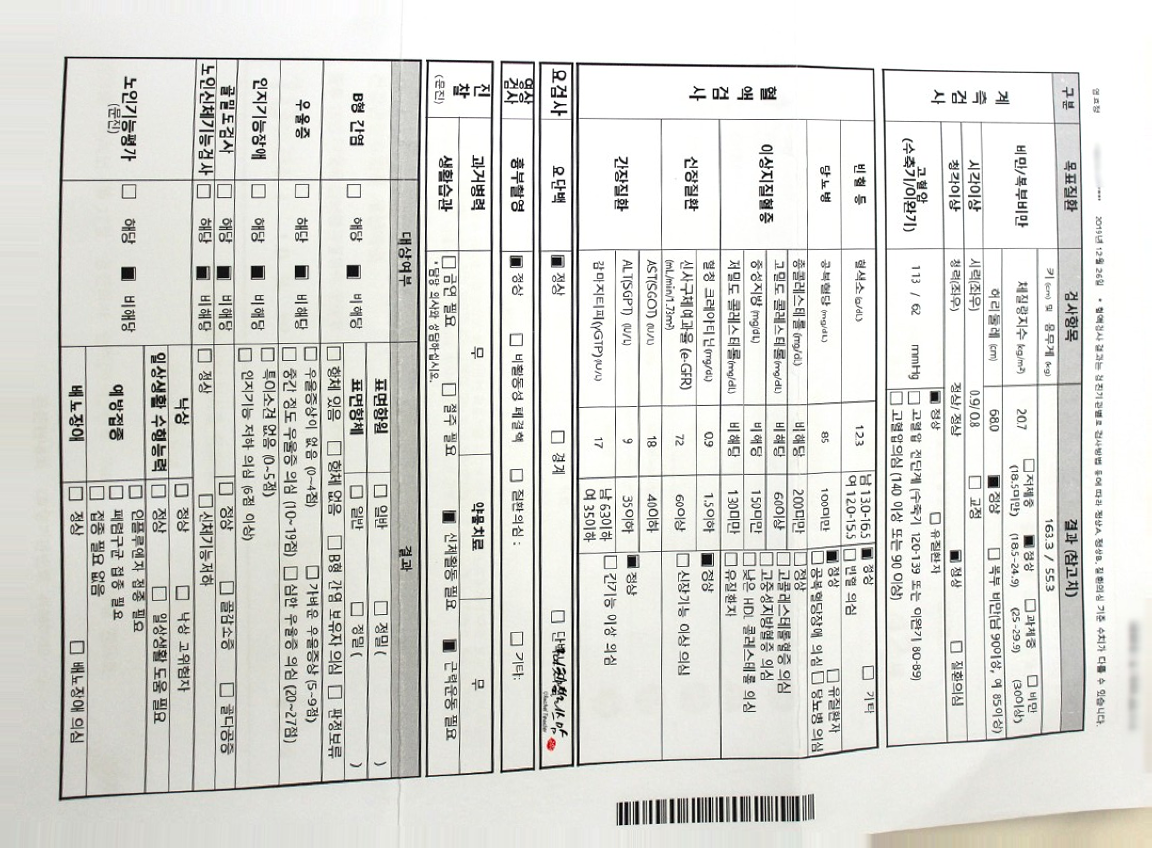 2019년 12월 26일 * 혈액검사 결과는 검진기관별로 검사방법 등에 따라 정상A, 정상B, 질환의심 기준 수치가 다를 수 있습니다.
구분 목표질환 검사항목 결과 (참고치)
계측검사
비만/복부비만 키(cm) 및 몸무게(kg) 163.3 / 55.3
체질량지수 (kg/m²) 20.7 □저체중 (18.5미만) ■정상 (18.5-24.9) □과체중 (25-29.9) □비만 (30이상)
허리둘레 (cm) 68.0 ■정상 □복부 비만(남 90이상, 여 85이상)
시각이상 시력(좌/우) 0.9/ 0.8 □교정
청각이상 청력(좌/우) 정상/ 정상 ■정상 □질환의심
고혈압 (수축기/이완기) 113 / 62 mmHg
■정상 □유질환자
□고혈압 전단계 (수축기 120-139 또는 이완기 80-89)
□고혈압의심 (140 이상 또는 90 이상)
혈액검사
빈혈 등 혈색소 (g/dL) 12.3 남 13.0-16.5 여 12.0-15.5 ■정상 □빈혈 의심 □기타
당뇨병 공복혈당 (mg/dL) 85 100미만 ■정상 □유질환자
□공복혈당장애 의심 □당뇨병 의심
이상지질혈증 총콜레스테롤 (mg/dL) 비해당 200미만 □정상
고밀도 콜레스테롤(mg/dL) 비해당 60이상 □고콜레스테롤혈증 의심
중성지방 (mg/dL) 비해당 150미만 □고중성지방혈증 의심
저밀도 콜레스테롤(mg/dL) 비해당 130미만 □낮은 HDL 콜레스테롤 의심
□유질환자
신장질환 혈청 크레아티닌(mg/dL) 0.9 1.5이하 ■정상
신사구체여과율 (e-GFR) (mL/min/1.73m²) 72 60이상 □신장기능 이상 의심
간장질환 AST(SGOT) (IU/L) 18 40이하
ALT(SGPT) (IU/L) 9 35이하 ■정상
감마지티피(γGTP)(IU/L) 17 남 63이하 여 35이하 □간기능 이상 의심
요검사 요단백 ■정상 □경계 □단백
영상검사 흉부촬영 ■정상 □비활동성 폐결핵 □질환의심: □기타:
진찰 (문진) 과거병력 무 약물치료 무
생활습관 □금연 필요 □절주 필요 ■신체활동 필요 ■근력운동 필요
*담당 의사와 상담하십시오.
대상여부 결과
B형 간염 □ 해당 ■ 비해당
표면항원 □일반 □정밀 ( )
표면항체 □일반 □정밀 ( )
□항체 있음 □항체 없음 □B형 간염 보유자 의심 □판정보류
우울증 □ 해당 ■ 비해당
□우울증상이 없음 (0~4점) □가벼운 우울증상 (5~9점)
□중간 정도 우울증 의심 (10~19점) □심한 우울증 의심 (20~27점)
인지기능장애 □ 해당 ■ 비해당
□특이소견 없음 (0~5점)
□인지기능 저하 의심 (6점 이상)
골밀도검사 □ 해당 ■ 비해당 □정상 □골감소증 □골다공증
노인신체기능검사 □ 해당 ■ 비해당 □정상 □신체기능저하
노인기능평가 (문진) □ 해당 ■ 비해당
낙상 □정상 □낙상 고위험자
일상생활 수행능력 □정상 □일상생활 도움 필요
예방접종 □인플루엔자 접종 필요
□폐렴구균 접종 필요
□접종 필요 없음
배뇨장애 □정상 □배뇨장애 의심